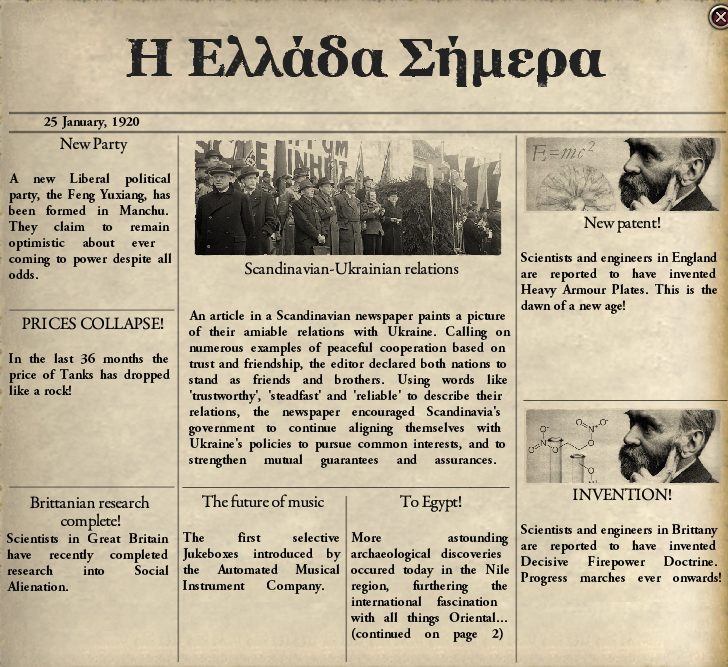 Η Ελλάδα Σήμερα
25 January, 1920
New Party
A new Liberal political
party, the Feng Yuxiang, has
been formed in Manchu.
They claim to remain
optimistic about ever
coming to power despite all
odds.
PRICES COLLAPSE!
In the last 36 months the
price of Tanks has dropped
like a rock!
Brittanian research
complete!
Scientists in Great Britain
have recently completed
research into Social
Alienation.
Scandinavian-Ukrainian relations
An article in a Scandinavian newspaper paints a picture
of their amiable relations with Ukraine. Calling on
numerous examples of peaceful cooperation based on
trust and friendship, the editor declared both nations to
stand as friends and brothers. Using words like
'trustworthy', 'steadfast' and 'reliable' to describe their
relations, the newspaper encouraged Scandinavia's
government to continue aligning themselves with
Ukraine's policies to pursue common interests, and to
strengthen mutual guarantees and assurances.
The future of music
The first selective
Jukeboxes introduced by
the Automated Musical
Instrument Company.
To Egypt!
More astounding
archaeological discoveries
occured today in the Nile
region, furthering the
international fascination
with all things Oriental...
(continued on page 2)
E=mc²
New patent!
Scientists and engineers in England
are reported to have invented
Heavy Armour Plates. This is the
dawn of a new age!
INVENTION!
Scientists and engineers in Brittany
are reported to have invented
Decisive Firepower Doctrine.
Progress marches ever onwards!